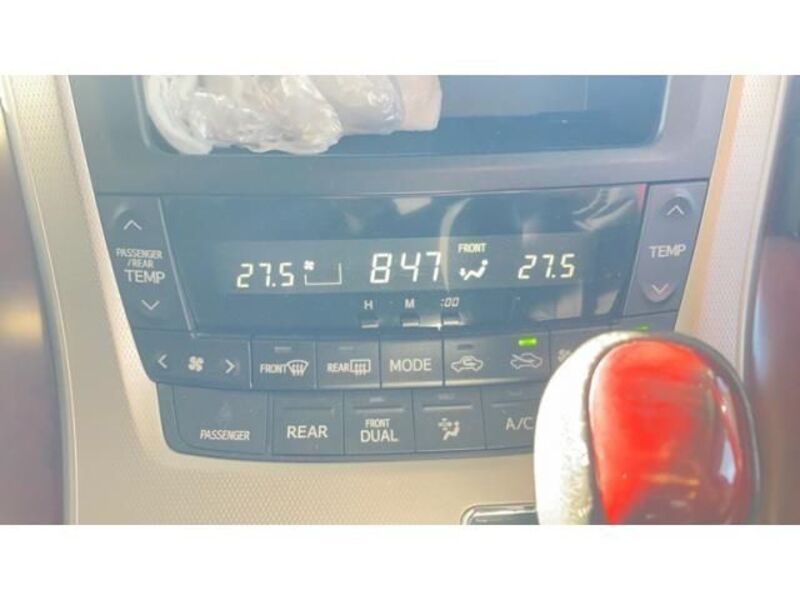 PASSENGER
/REAR
TEMP
27.5
847
FRONT
27.5
TEMP
H M :00
FRONT
REAR
MODE
PASSENGER
REAR
FRONT
DUAL
A/C